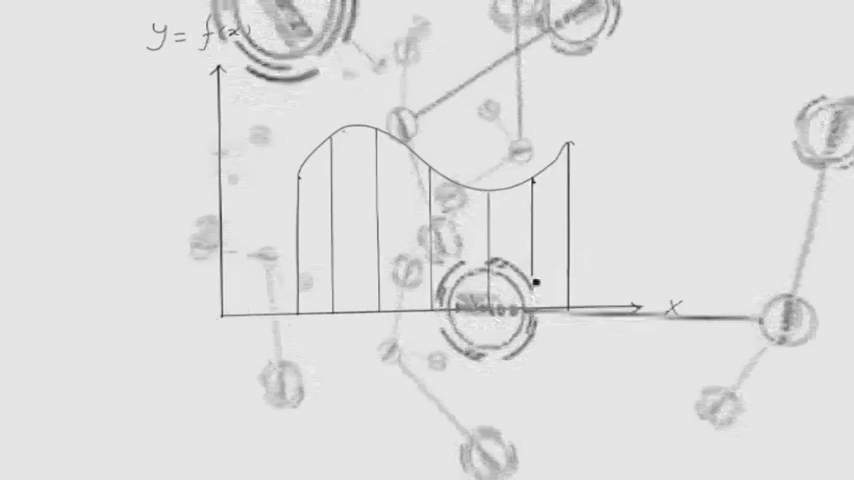 y = f(x)
x